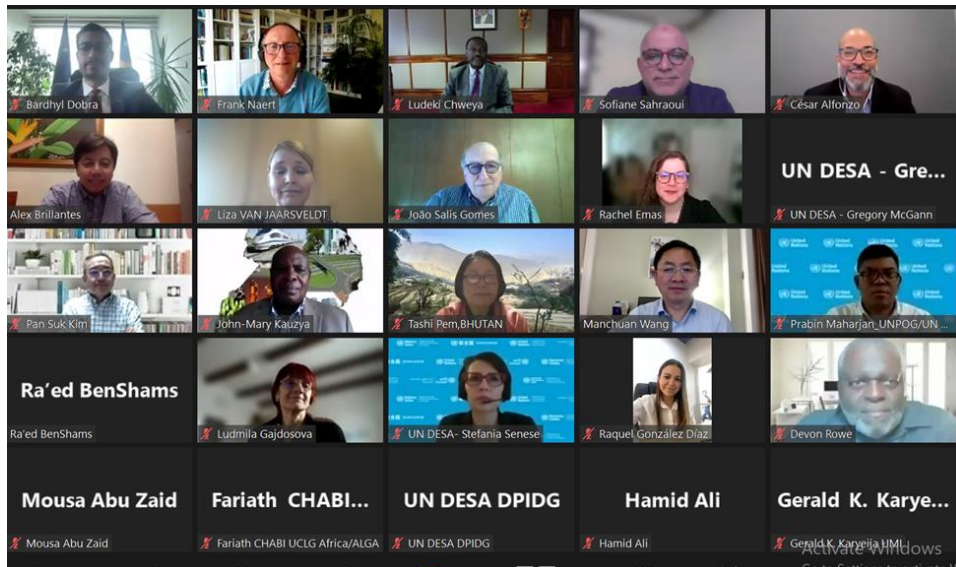 Bardhyl Dobra
Frank Naert
Ludeki Chweya
Sofiane Sahraoui
César Alfonzo
Alex Brillantes
Liza VAN JAARSVELDT
João Salis Gomes
Rachel Emas
UN DESA - Gre...
UN DESA - Gregory McGann
Pan Suk Kim
John-Mary Kauzya
Tashi Pem,BHUTAN
Manchuan Wang
United Nations
Prabin Maharjan_UNPOG/UN ...
Ra'ed BenShams
Ra'ed BenShams
Ludmila Gajdosova
UN DESA- Stefania Senese
Raquel González Díaz
Devon Rowe
Mousa Abu Zaid
Fariath CHABI...
UN DESA DPIDG
Hamid Ali
Gerald K. Karye...
Mousa Abu Zaid
Fariath CHABI UCLG Africa/ALGA
UN DESA DPIDG
Hamid Ali
Gerald K. Karyeija UMI
Activate Windows